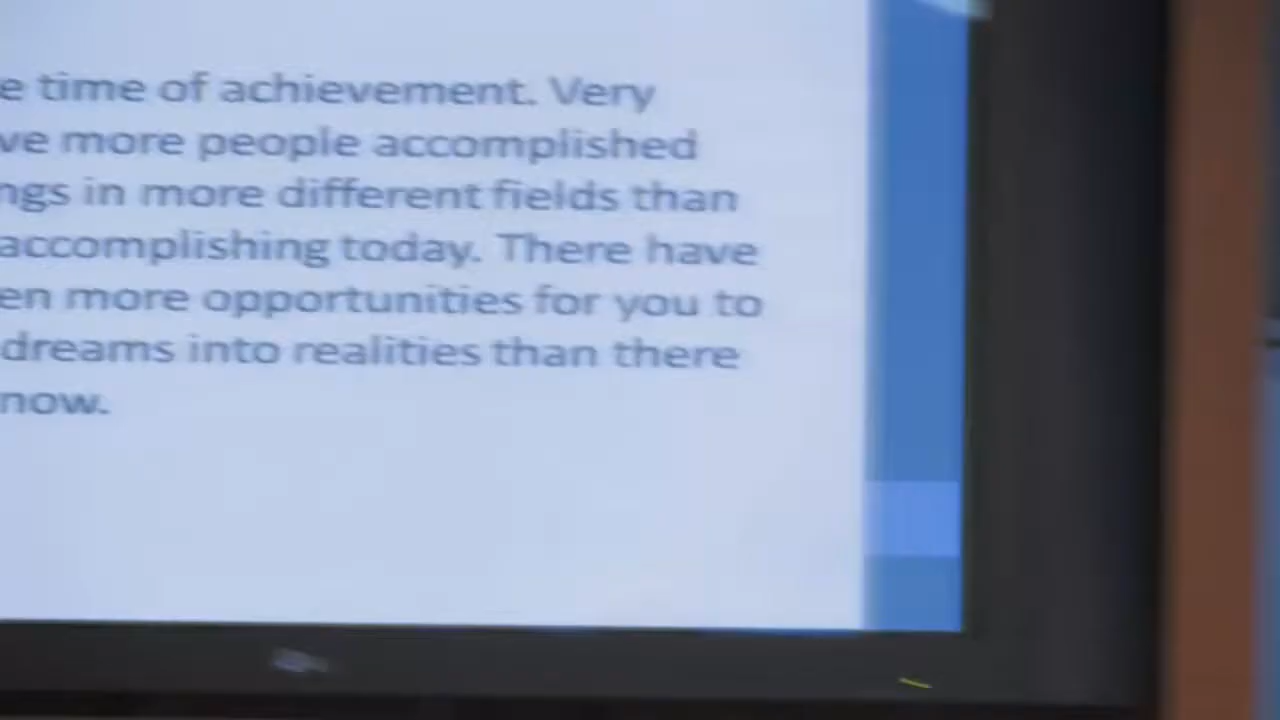 e time of achievement. Very
ve more people accomplished
ngs in more different fields than
accomplishing today. There have
en more opportunities for you to
dreams into realities than there
now.